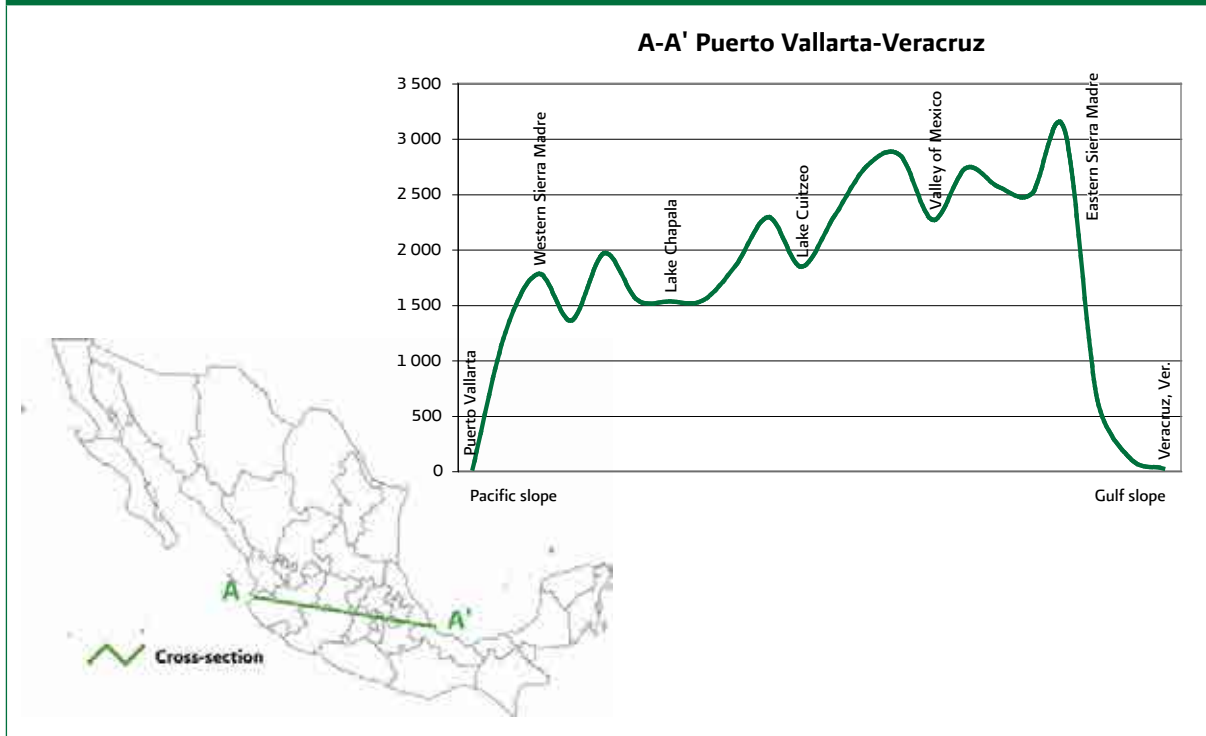 A-A' Puerto Vallarta-Veracruz
3 500
3 000
2 500
2 000
1 500
1 000
500
0
Puerto Vallarta
Western Sierra Madre
Lake Chapala
Lake Cuitzeo
Valley of Mexico
Eastern Sierra Madre
Veracruz, Ver.
Pacific slope
Gulf slope
A
A'
Cross-section